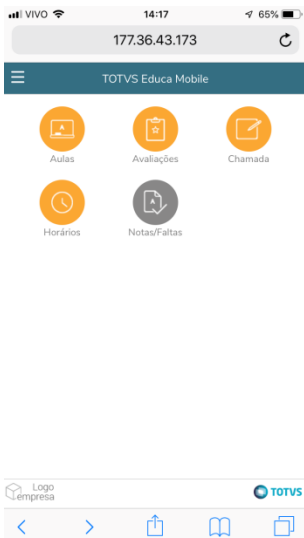 VIVO 14:17 65%
177.36.43.173
TOTVS Educa Mobile
A
Aulas Avaliações Chamada
A
Horários Notas/Faltas
Logo
empresa
TOTVS